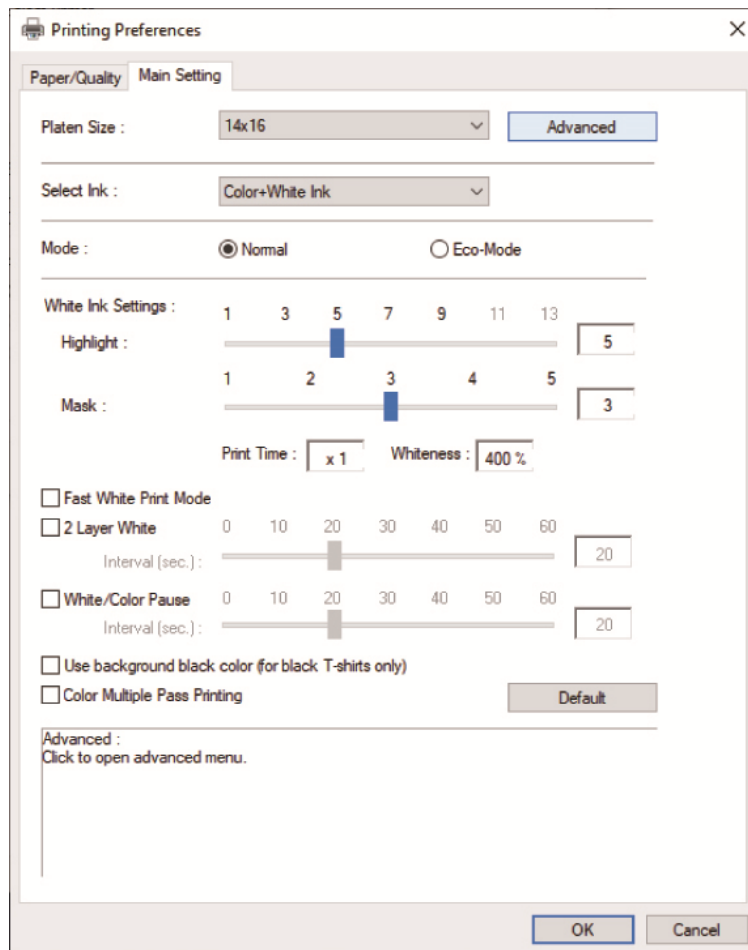 Printing Preferences
Paper/Quality Main Setting
Platen Size : 14x16 Advanced
Select Ink : Color+White Ink
Mode : Normal Eco-Mode
White Ink Settings : 1 3 5 7 9 11 13
Highlight : 5
1 2 3 4 5
Mask : 3
Print Time : x 1 Whiteness : 400 %
Fast White Print Mode
2 Layer White 0 10 20 30 40 50 60
Interval (sec.) : 20
White/Color Pause 0 10 20 30 40 50 60
Interval (sec.) : 20
Use background black color (for black T-shirts only)
Color Multiple Pass Printing Default
Advanced :
Click to open advanced menu.
OK Cancel